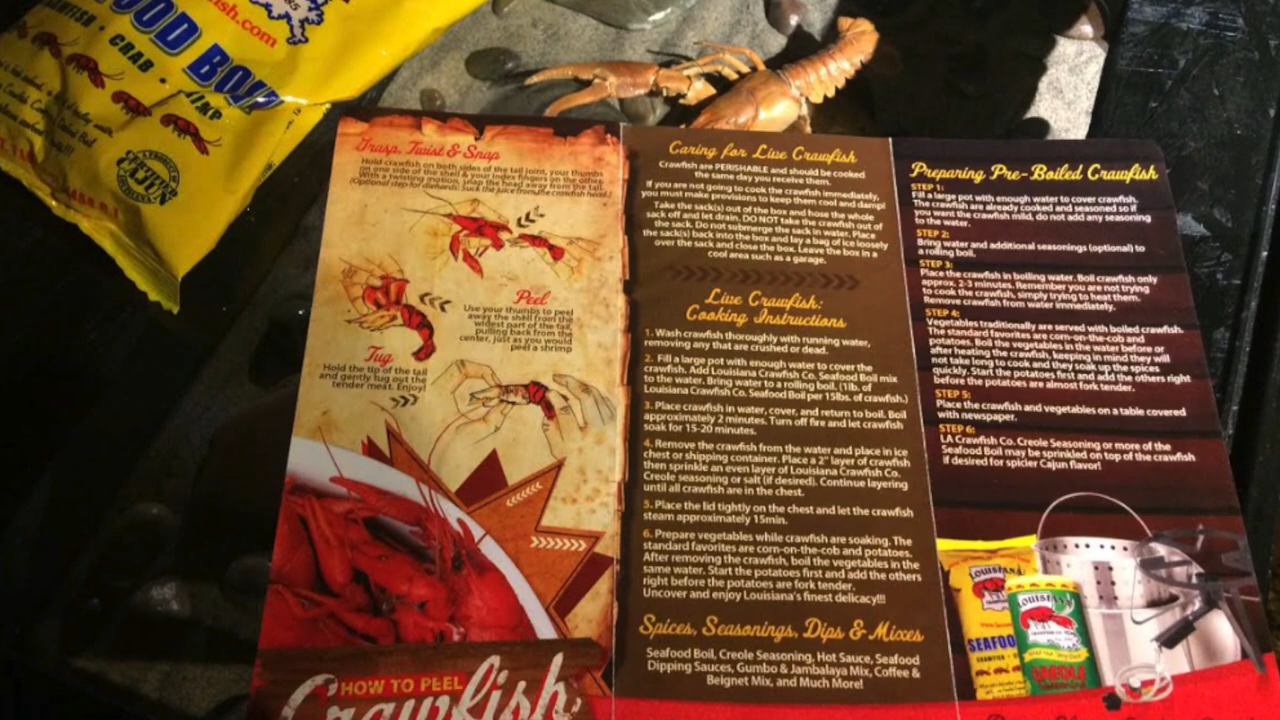 85
sh.com
FOOD BOIL
CRAWFISH • CRAB •
Grasp, Twist & Snap
Hold crawfish on both sides of the tail joint, your thumbs
on one side of the shell & your index fingers on the other.
With a twisting motion, snap the head away from the tail.
(Optional step for diehards: Suck the juice from the crawfish head.)
Peel
Use your thumbs to peel
away the shell from the
widest part of the tail,
pulling back from the
center, just as you would
peel a shrimp
Tug
Hold the tip of the tail
and gently tug out the
tender meat. Enjoy!
HOW TO PEEL
Crawfish
Caring for Live Crawfish
Crawfish are PERISHABLE and should be cooked
the same day you receive them.
If you are not going to cook the crawfish immediately,
you must make provisions to keep them cool and damp!
Take the sack(s) out of the box and hose the whole
sack off and let drain. DO NOT take the crawfish out of
the sack. Do not submerge the sack in water. Place
the sack(s) back into the box and lay a bag of ice loosely
over the sack and close the box. Leave the box in a
cool area such as a garage.
Live Crawfish:
Cooking Instructions
1. Wash crawfish thoroughly with running water,
removing any that are crushed or dead.
2. Fill a large pot with enough water to cover the
crawfish. Add Louisiana Crawfish Co. Seafood Boil mix
to the water. Bring water to a rolling boil. (1lb. of
Louisiana Crawfish Co. Seafood Boil per 15lbs. of crawfish.)
3. Place crawfish in water, cover, and return to boil. Boil
approximately 2 minutes. Turn off fire and let crawfish
soak for 15-20 minutes.
4. Remove the crawfish from the water and place in ice
chest or shipping container. Place a 2" layer of crawfish
then sprinkle an even layer of Louisiana Crawfish Co.
Creole seasoning or salt (if desired). Continue layering
until all crawfish are in the chest.
5. Place the lid tightly on the chest and let the crawfish
steam approximately 15min.
6. Prepare vegetables while crawfish are soaking. The
standard favorites are corn-on-the-cob and potatoes.
After removing the crawfish, boil the vegetables in the
same water. Start the potatoes first and add the others
right before the potatoes are fork tender.
Uncover and enjoy Louisiana's finest delicacy!!!
Spices, Seasonings, Dips & Mixes
Seafood Boil, Creole Seasoning, Hot Sauce, Seafood
Dipping Sauces, Gumbo & Jambalaya Mix, Coffee &
Beignet Mix, and Much More!
Preparing Pre-Boiled Crawfish
STEP 1:
Fill a large pot with enough water to cover crawfish.
The crawfish are already cooked and seasoned so if
you want the crawfish mild, do not add any seasoning
to the water.
STEP 2:
Bring water and additional seasonings (optional) to
a rolling boil.
STEP 3:
Place the crawfish in boiling water. Boil crawfish only
approx. 2-3 minutes. Remember you are not trying
to cook the crawfish, simply trying to heat them.
Remove crawfish from water immediately.
STEP 4:
Vegetables traditionally are served with boiled crawfish.
The standard favorites are corn-on-the-cob and
potatoes. Boil the vegetables in the water before or
after heating the crawfish, keeping in mind they will
not take long to cook and they soak up the spices
quickly. Start the potatoes first and add the others right
before the potatoes are almost fork tender.
STEP 5:
Place the crawfish and vegetables on a table covered
with newspaper.
STEP 6:
LA Crawfish Co. Creole Seasoning or more of the
Seafood Boil may be sprinkled on top of the crawfish
if desired for spicier Cajun flavor!
LOUISIANA
SEAFOO
LOUISIANA
CREOLE